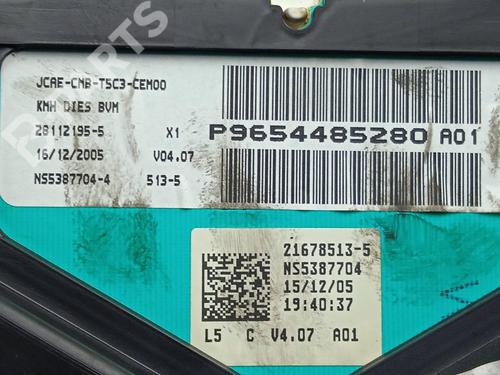 JCAE-CMB-T5C3-CEM00
KMH DIES BVM
28112195-5 X1
16/12/2005 V04.07
NS5387704-4 513-5
P9654485280 A01
21678513-5
NS5387704
15/12/05
19:40:37
L5 C V4.07 A01